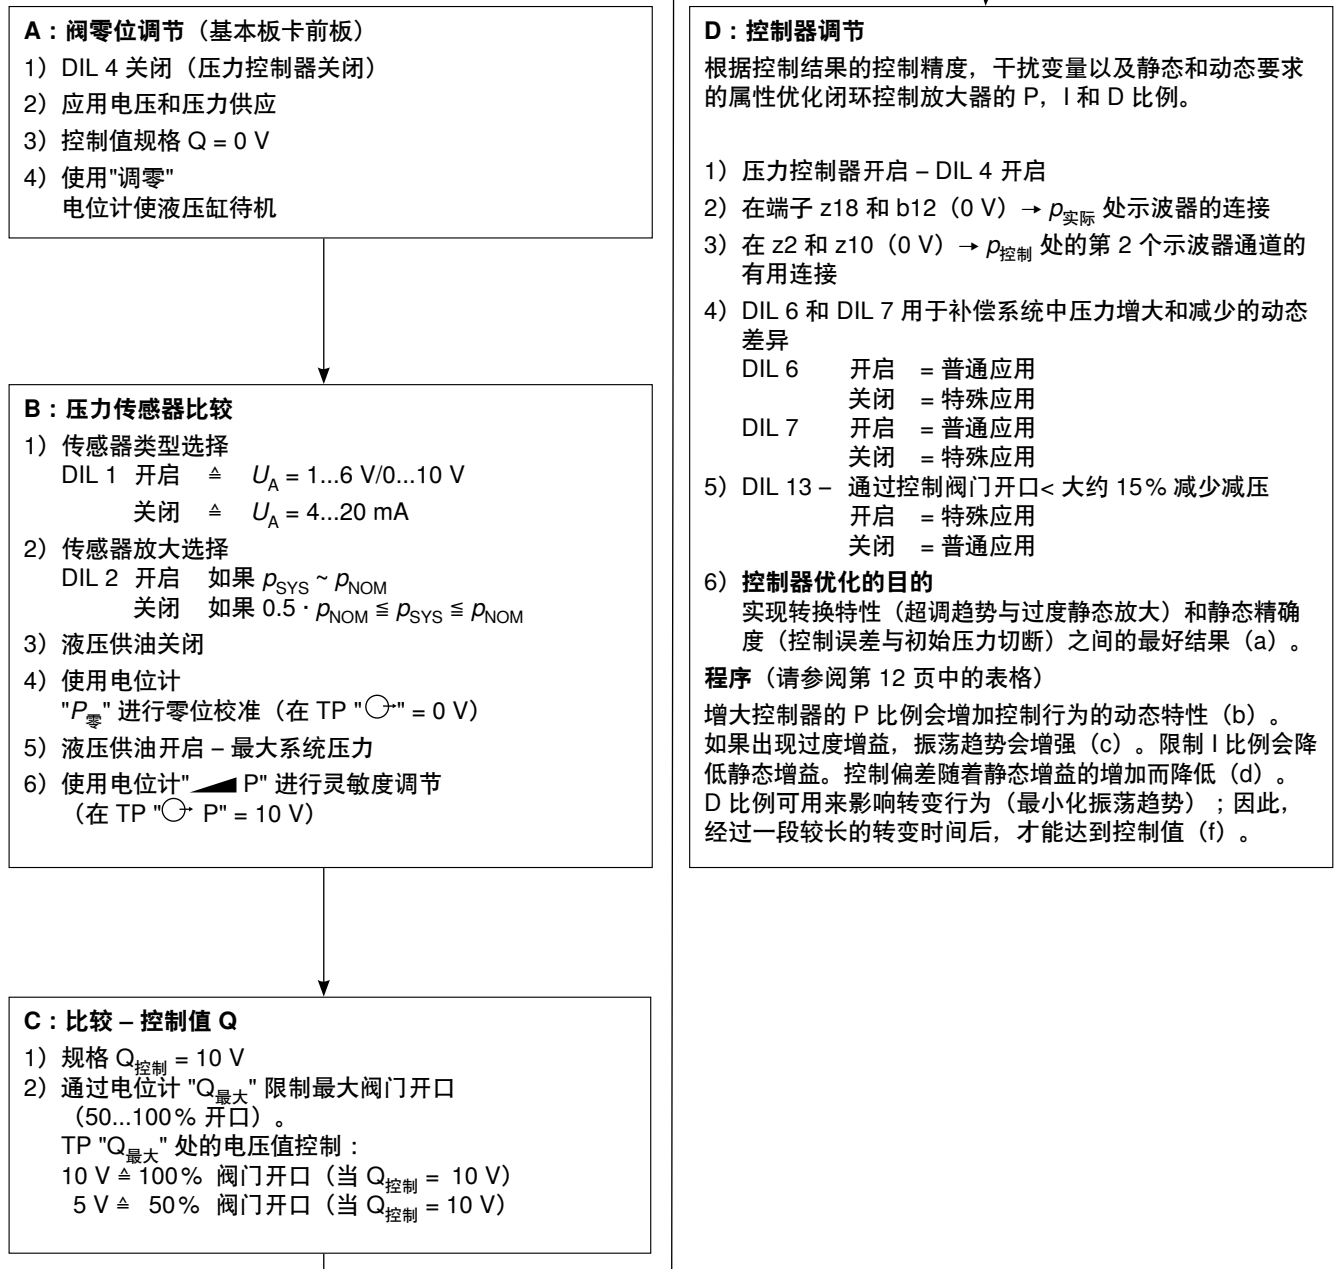 A：阀零位调节（基本板卡前板）
1）DIL 4 关闭（压力控制器关闭）
2）应用电压和压力供应
3）控制值规格 Q = 0 V
4）使用"调零"
电位计使液压缸待机
B：压力传感器比较
1）传感器类型选择
DIL 1 开启 ≙ U_A = 1...6 V/0...10 V
关闭 ≙ U_A = 4...20 mA
2）传感器放大选择
DIL 2 开启 如果 p_SYS ~ p_NOM
关闭 如果 0.5 · p_NOM ≦ p_SYS ≦ p_NOM
3）液压供油关闭
4）使用电位计
"P_零" 进行零位校准（在 TP "" = 0 V）
5）液压供油开启 – 最大系统压力
6）使用电位计" P" 进行灵敏度调节
（在 TP " P" = 10 V）
C：比较 – 控制值 Q
1）规格 Q_控制 = 10 V
2）通过电位计 "Q_最大" 限制最大阀门开口
（50...100% 开口）。
TP "Q_最大" 处的电压值控制：
10 V ≙ 100% 阀门开口（当 Q_控制 = 10 V）
5 V ≙ 50% 阀门开口（当 Q_控制 = 10 V）
D：控制器调节
根据控制结果的控制精度，干扰变量以及静态和动态要求
的属性优化闭环控制放大器的 P，I 和 D 比例。
1）压力控制器开启 – DIL 4 开启
2）在端子 z18 和 b12（0 V）→ p_实际 处示波器的连接
3）在 z2 和 z10（0 V）→ p_控制 处的第 2 个示波器通道的
有用连接
4）DIL 6 和 DIL 7 用于补偿系统中压力增大和减少的动态
差异
DIL 6 开启 = 普通应用
关闭 = 特殊应用
DIL 7 开启 = 普通应用
关闭 = 特殊应用
5）DIL 13 – 通过控制阀门开口< 大约 15% 减少减压
开启 = 特殊应用
关闭 = 普通应用
6）控制器优化的目的
实现转换特性（超调趋势与过度静态放大）和静态精确
度（控制误差与初始压力切断）之间的最好结果（a）。
程序（请参阅第 12 页中的表格）
增大控制器的 P 比例会增加控制行为的动态特性（b）。
如果出现过度增益，振荡趋势会增强（c）。限制 I 比例会降
低静态增益。控制偏差随着静态增益的增加而降低（d）。
D 比例可用来影响转变行为（最小化振荡趋势）；因此，
经过一段较长的转变时间后，才能达到控制值（f）。